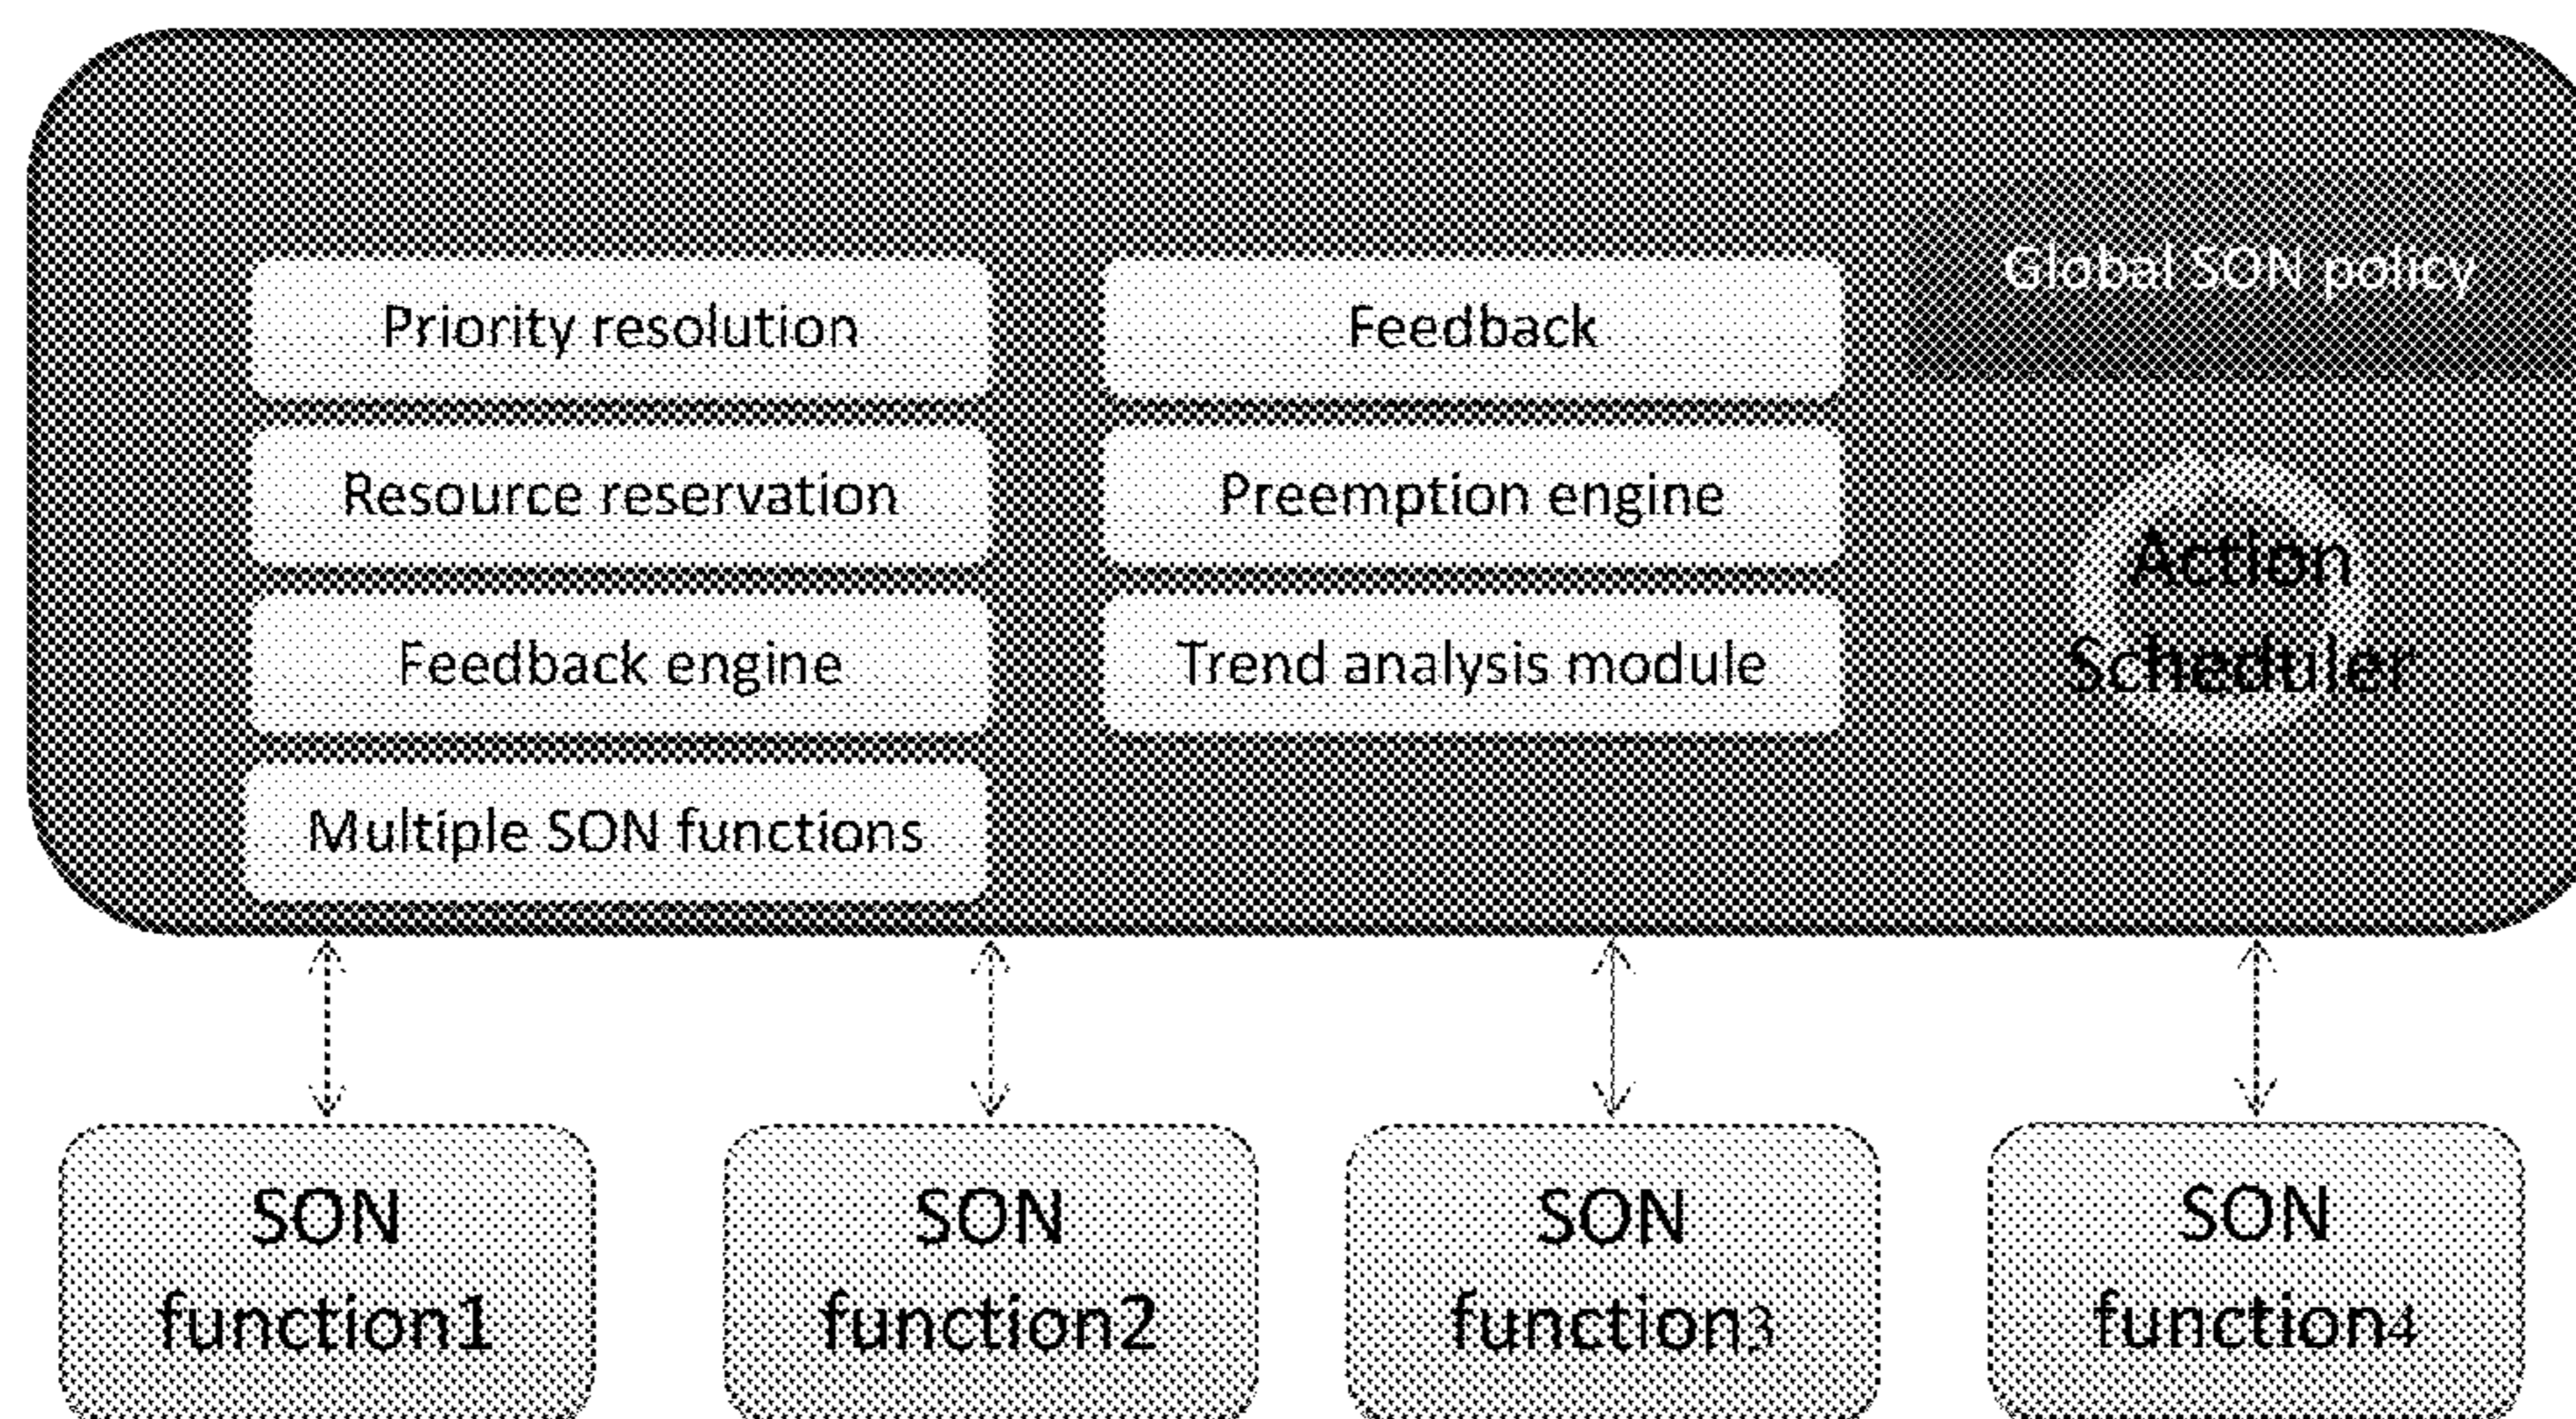 Global SON policy
Priority resolution
Feedback
Resource reservation
Preemption engine
Action
Scheduler
Feedback engine
Trend analysis module
Multiple SON functions
SON
function1
SON
function2
SON
function3
SON
function4